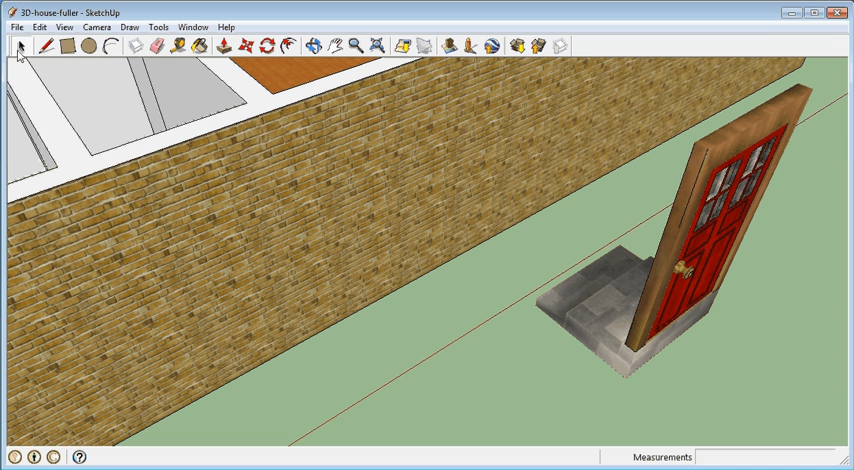 3D-house-fuller - SketchUp
File Edit View Camera Draw Tools Window Help
Measurements